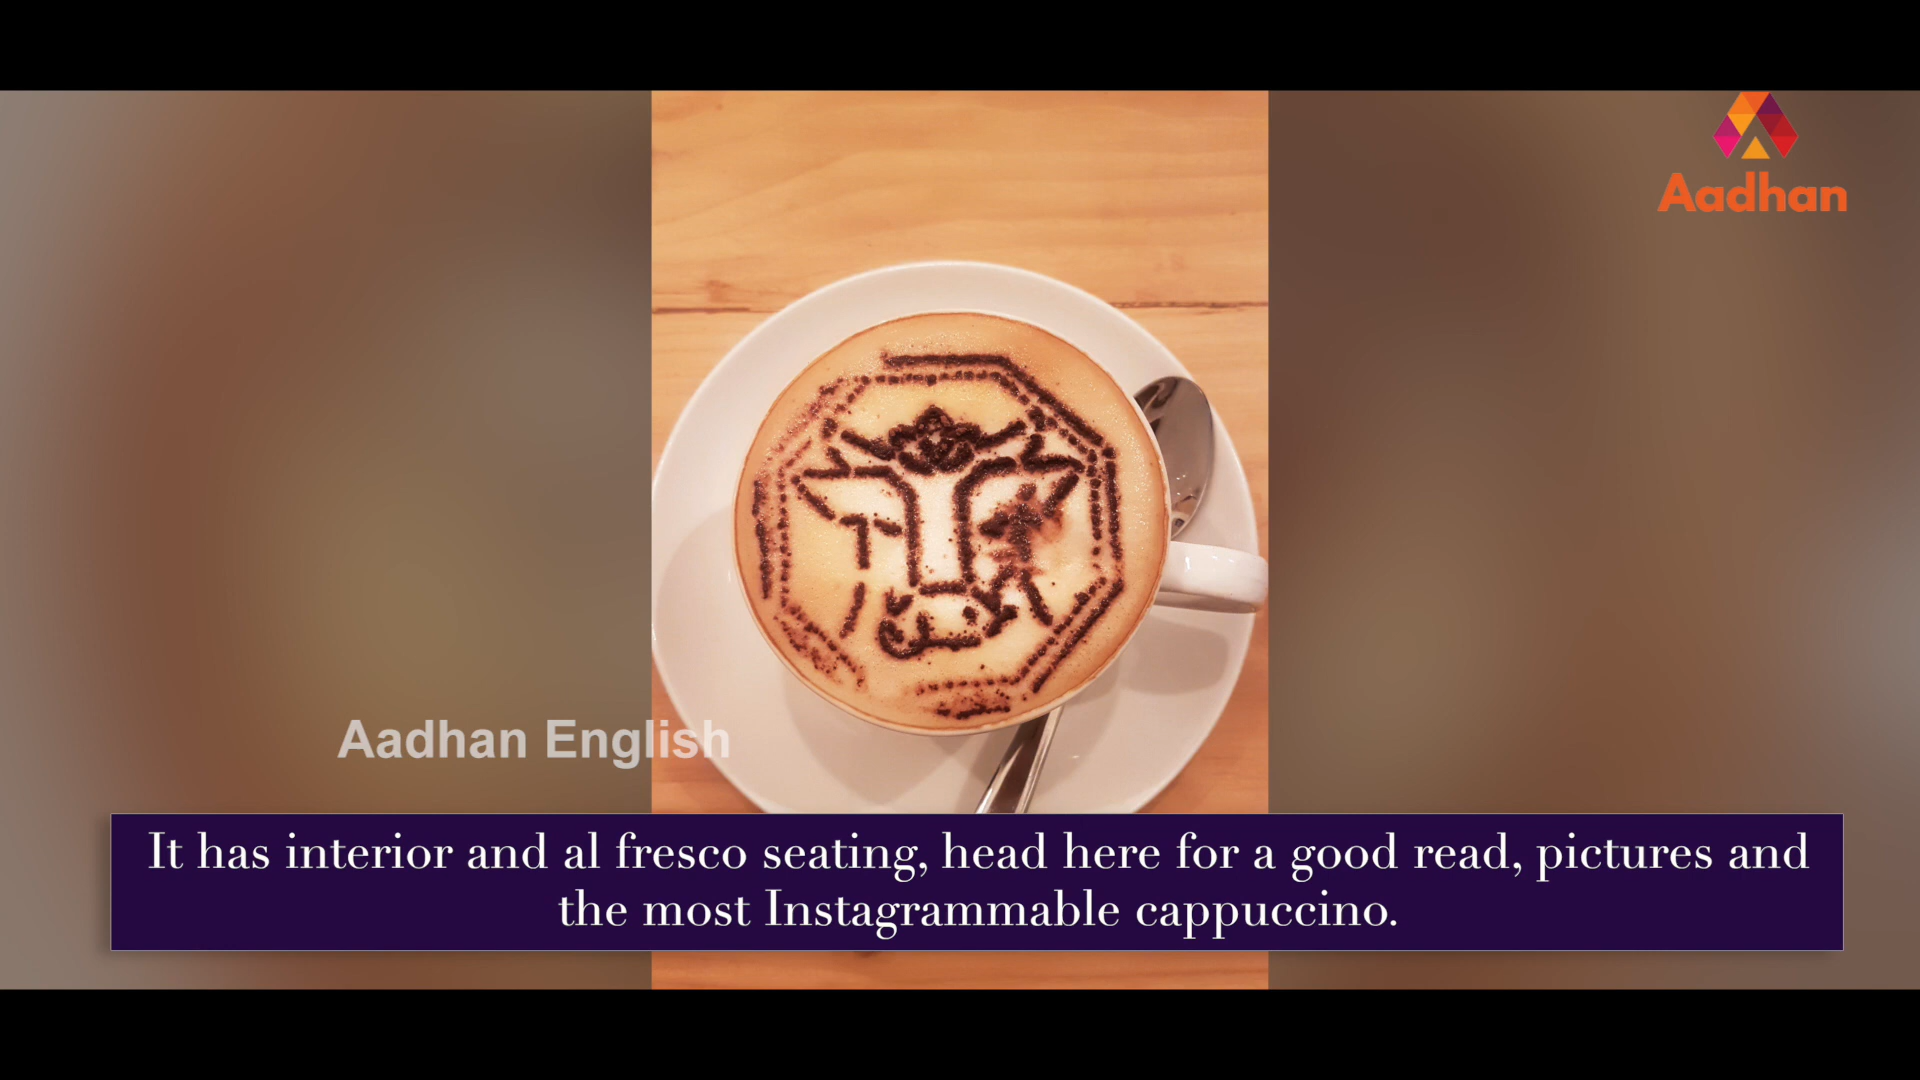 Aadhan
Aadhan English
It has interior and al fresco seating, head here for a good read, pictures and
the most Instagrammable cappuccino.